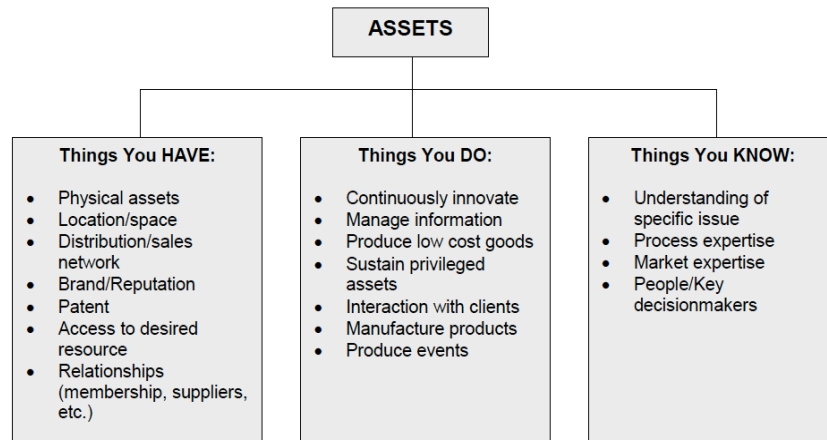 ASSETS
Things You HAVE:
• Physical assets
• Location/space
• Distribution/sales
network
• Brand/Reputation
• Patent
• Access to desired
resource
• Relationships
(membership, suppliers,
etc.)
Things You DO:
• Continuously innovate
• Manage information
• Produce low cost goods
• Sustain privileged
assets
• Interaction with clients
• Manufacture products
• Produce events
Things You KNOW:
• Understanding of
specific issue
• Process expertise
• Market expertise
• People/Key
decisionmakers